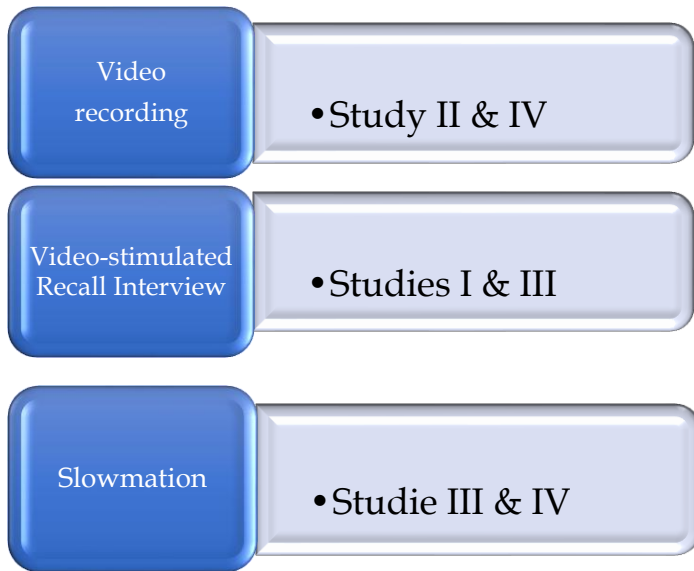 Video
recording
•Study II & IV
Video-stimulated
Recall Interview
•Studies I & III
Slowmation
•Studie III & IV